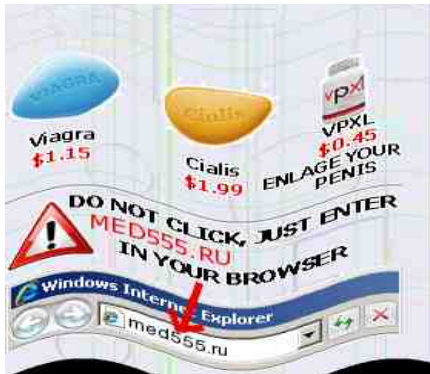 VIAGRA
Cialis
vpxl
Viagra
$1.15
Cialis
$1.99
VPXL
$0.45
ENLAGE YOUR
PENIS
DO NOT CLICK, JUST ENTER
MED555.RU
IN YOUR BROWSER
Windows Internet Explorer
med555.ru